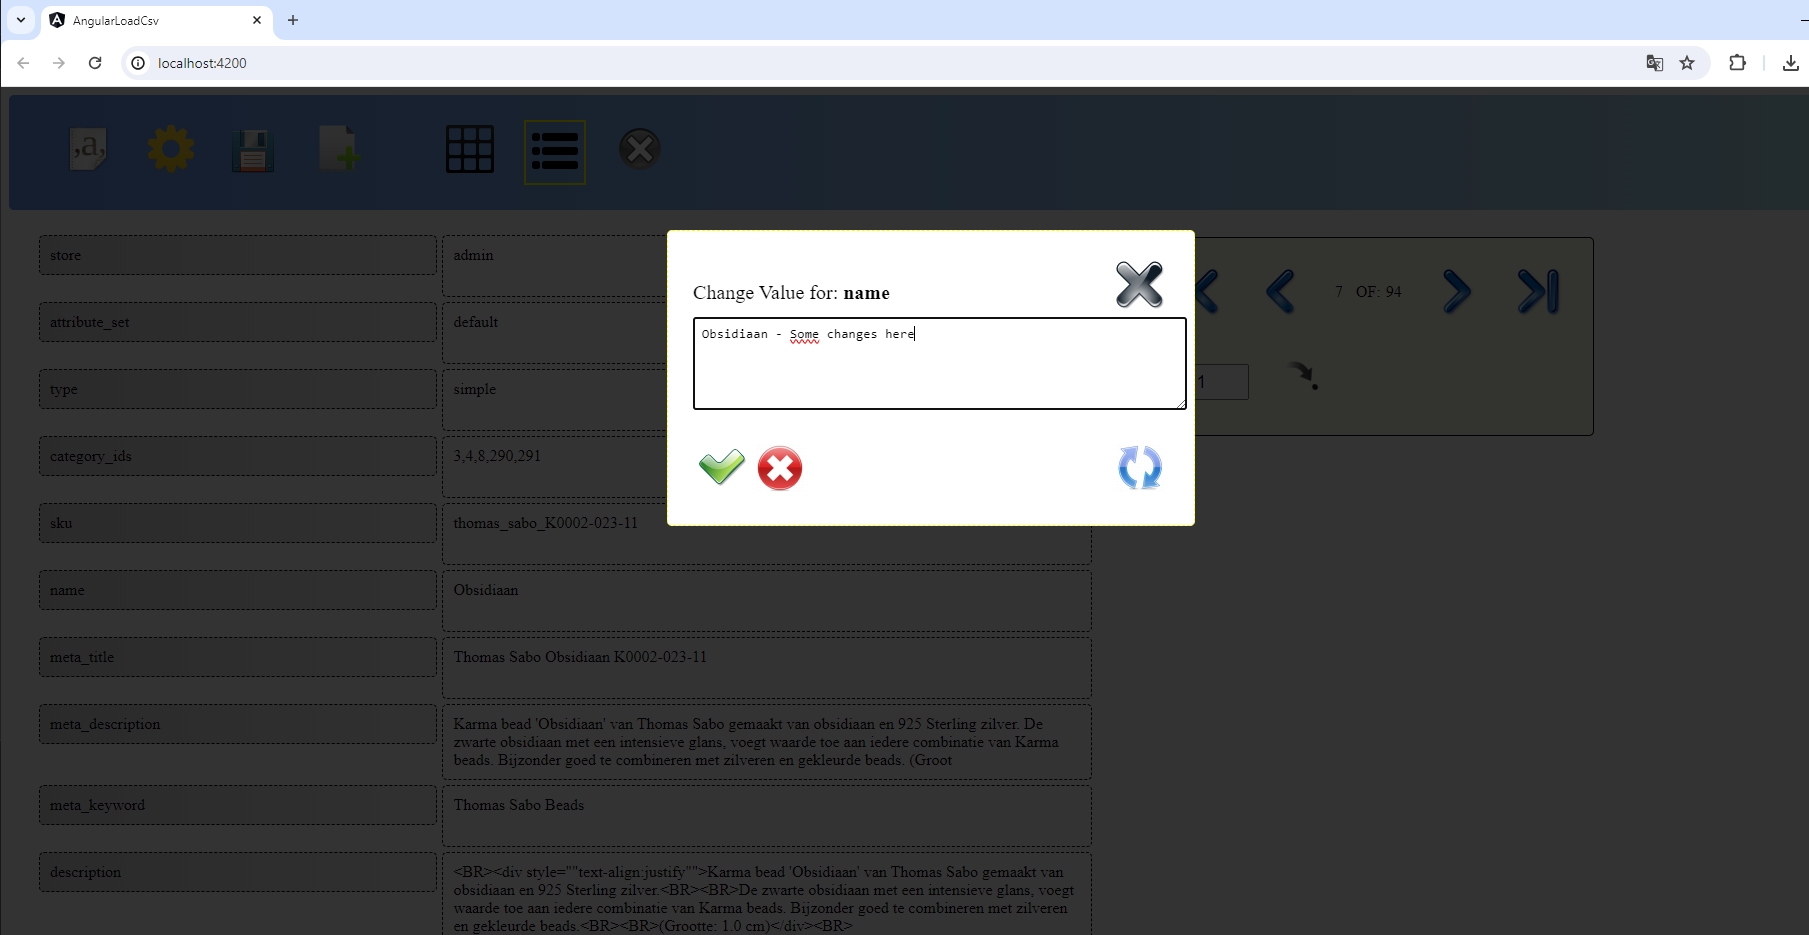 AngularLoadCsv
localhost:4200
,a,
store
admin
attribute_set
default
type
simple
category_ids
3,4,8,290,291
sku
thomas_sabo_K0002-023-11
name
Obsidiaan
meta_title
Thomas Sabo Obsidiaan K0002-023-11
meta_description
Karma bead 'Obsidiaan' van Thomas Sabo gemaakt van obsidiaan en 925 Sterling zilver. De
zwarte obsidiaan met een intensieve glans, voegt waarde toe aan iedere combinatie van Karma
beads. Bijzonder goed te combineren met zilveren en gekleurde beads. (Groot
meta_keyword
Thomas Sabo Beads
description
<BR><div style=""text-align:justify"">Karma bead 'Obsidiaan' van Thomas Sabo gemaakt van
obsidiaan en 925 Sterling zilver.<BR><BR>De zwarte obsidiaan met een intensieve glans, voegt
waarde toe aan iedere combinatie van Karma beads. Bijzonder goed te combineren met zilveren
en gekleurde beads.<BR><BR>(Grootte: 1.0 cm)</div><BR>
Change Value for: name
Obsidiaan - Some changes here
7 OF: 94
1